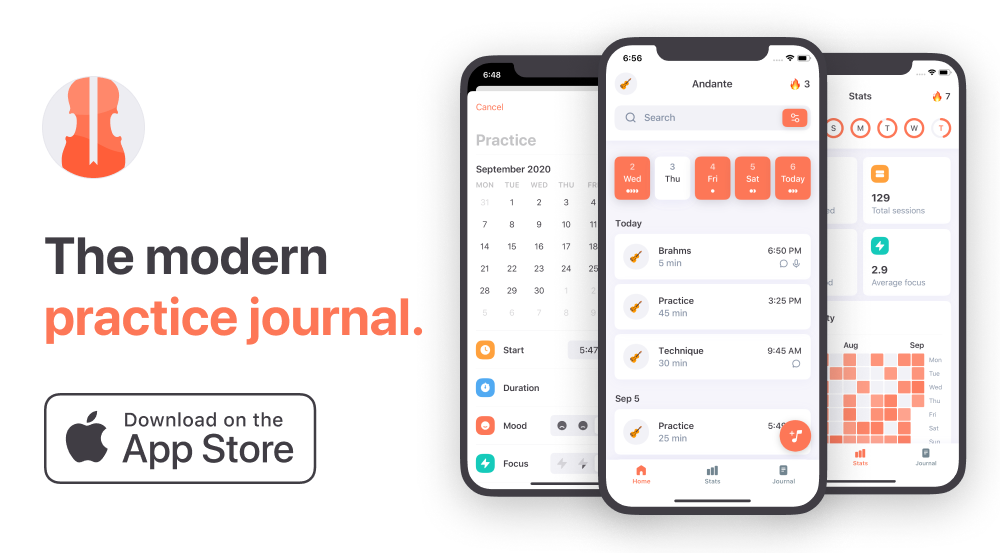 The modern
practice journal.
Download on the
App Store
6:48
Cancel
Practice
September 2020
MON TUE WED THU FR
31 1 2 3 4
7 8 9 10 11
14 15 16 17 18
21 22 23 24 25
28 29 30 1 2
5 6 7 8 9
Start 5:47
Duration
Mood
Focus
6:56
Andante
3
Search
2 3 4 5 6
Wed Thu Fri Sat Today
Today
Brahms 6:50 PM
5 min
Practice 3:25 PM
45 min
Technique 9:45 AM
30 min
Sep 5
Practice 5:4
25 min
Home Stats Journal
Stats
7
S M T W T
129
ed Total sessions
2.9
d Average focus
ty
Aug Sep
Mon
Tue
Wed
Thu
Fri
Sat
Sun
Stats Journal